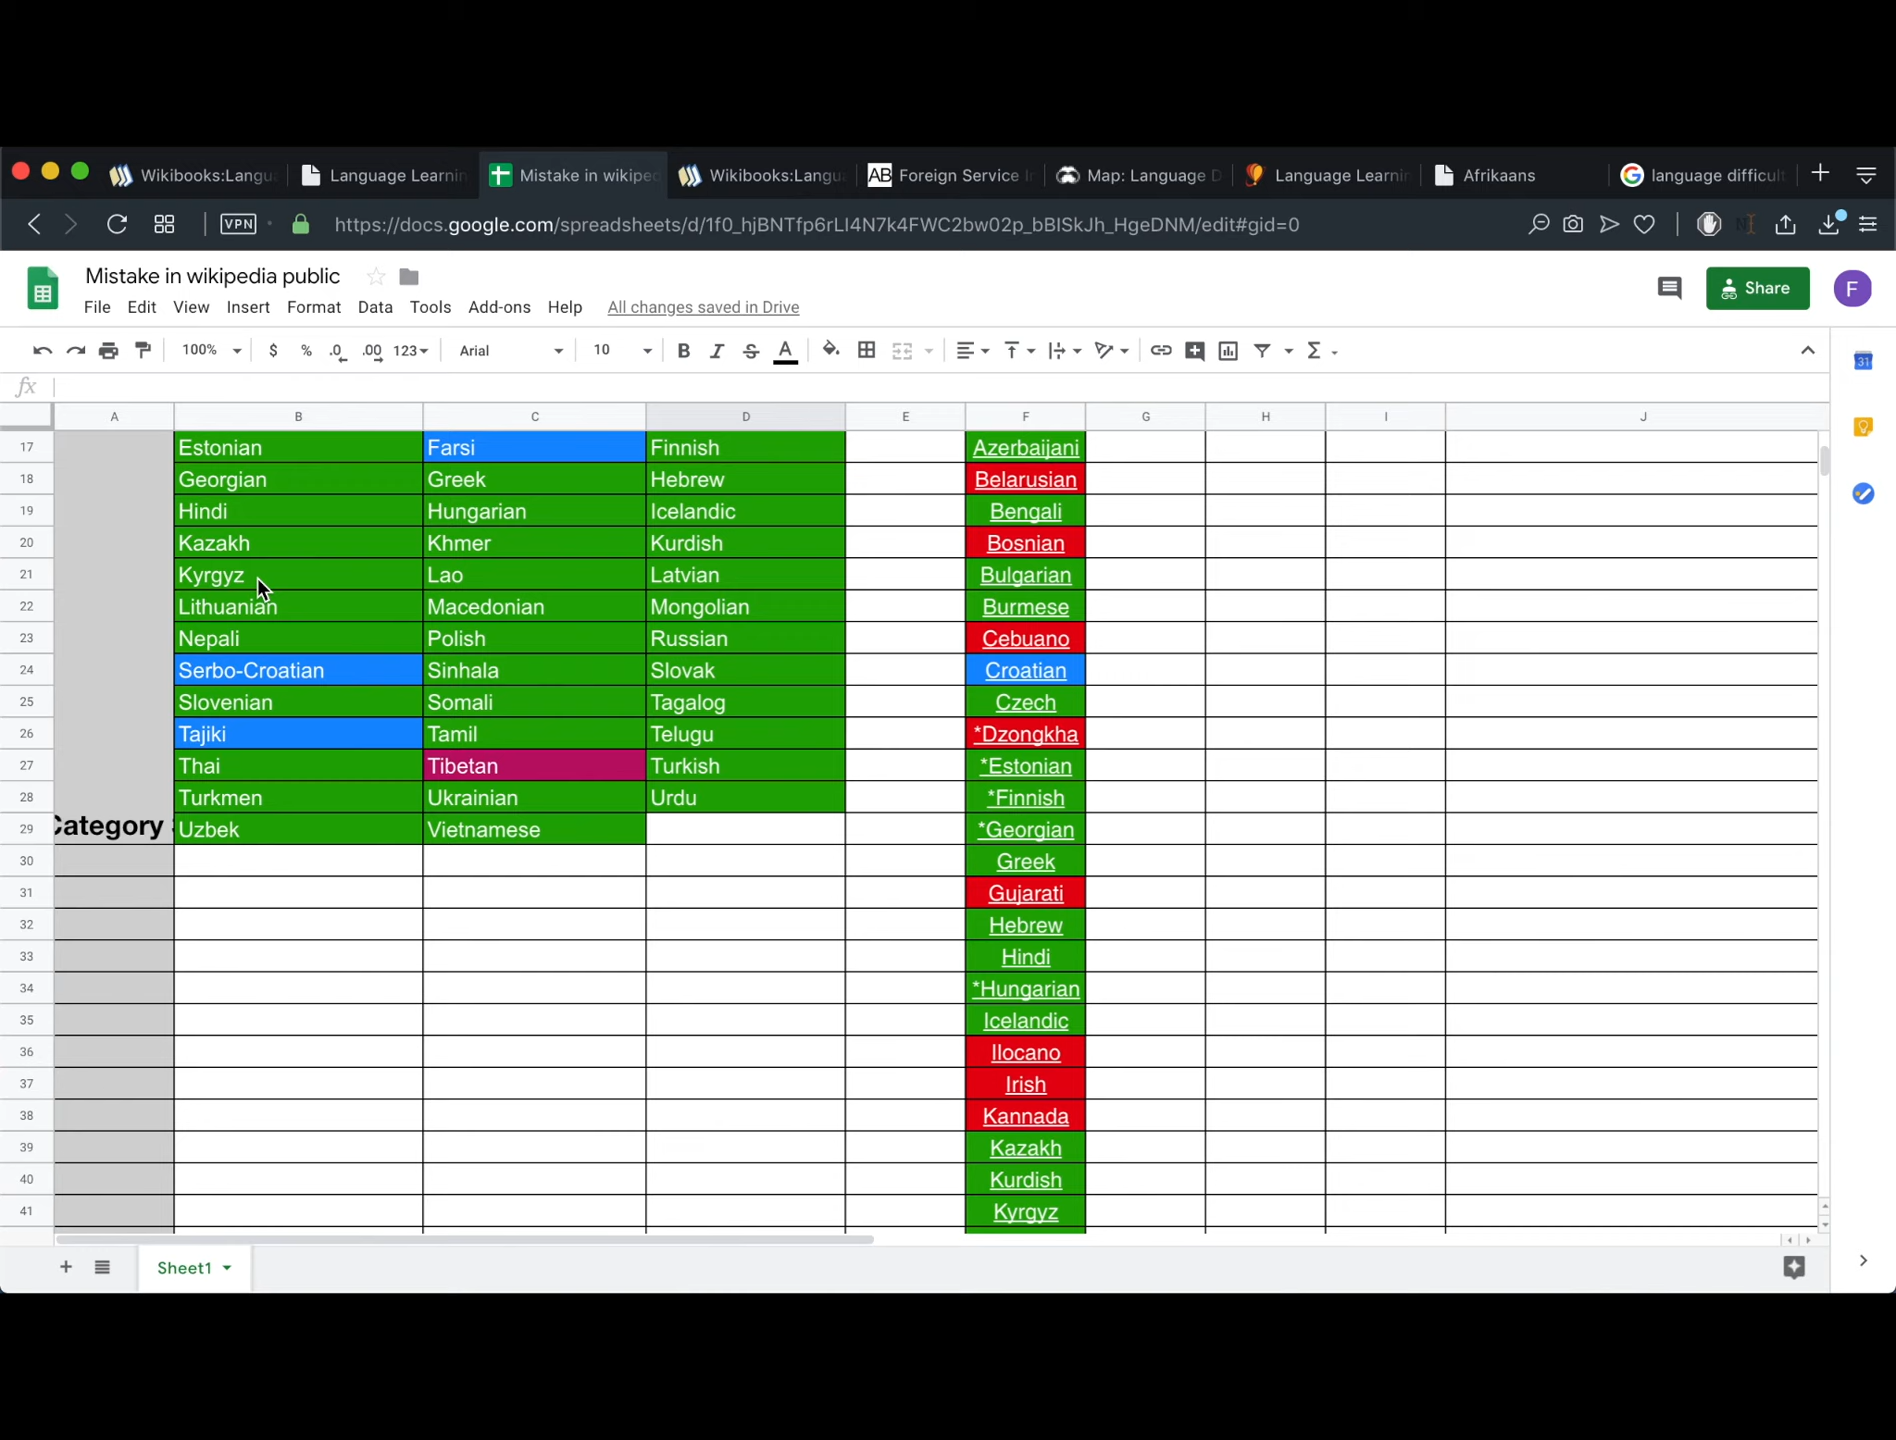 Wikibooks:Langu
Language Learnin
Mistake in wikipec
Wikibooks:Langu
AB
Foreign Service I
Map: Language D
Language Learnin
Afrikaans
language difficult
VPN
https://docs.google.com/spreadsheets/d/1f0_hjBNTfp6rLI4N7k4FWC2bw02p_bBISkJh_HgeDNM/edit#gid=0
Mistake in wikipedia public
File Edit View Insert Format Data Tools Add-ons Help All changes saved in Drive
Share
F
100% $ % .0 .00 123 Arial 10 B I S A Σ
31
fx
A B C D E F G H I J
17 Estonian Farsi Finnish Azerbaijani
18 Georgian Greek Hebrew Belarusian
19 Hindi Hungarian Icelandic Bengali
20 Kazakh Khmer Kurdish Bosnian
21 Kyrgyz Lao Latvian Bulgarian
22 Lithuanian Macedonian Mongolian Burmese
23 Nepali Polish Russian Cebuano
24 Serbo-Croatian Sinhala Slovak Croatian
25 Slovenian Somali Tagalog Czech
26 Tajiki Tamil Telugu *Dzongkha
27 Thai Tibetan Turkish *Estonian
28 Turkmen Ukrainian Urdu *Finnish
29 Category Uzbek Vietnamese *Georgian
30 Greek
31 Gujarati
32 Hebrew
33 Hindi
34 *Hungarian
35 Icelandic
36 Ilocano
37 Irish
38 Kannada
39 Kazakh
40 Kurdish
41 Kyrgyz
Sheet1